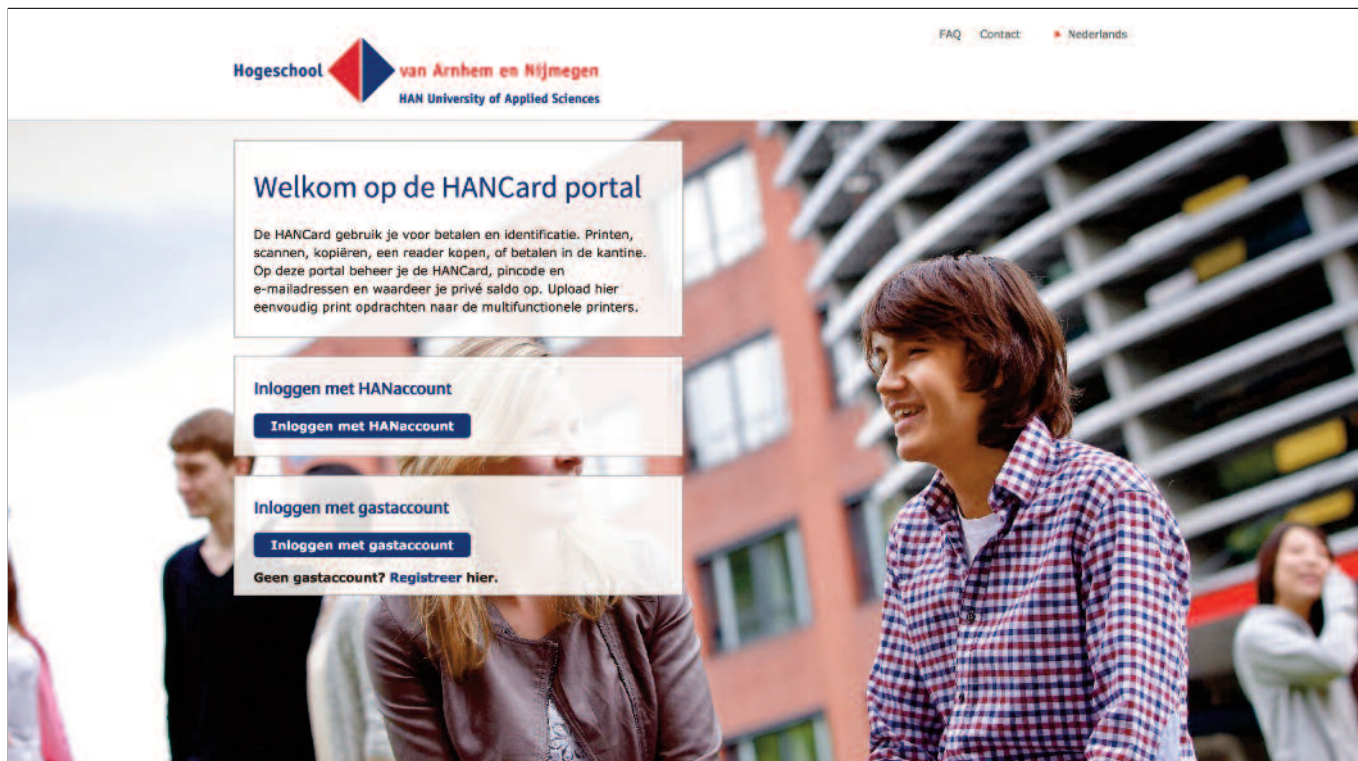 FAQ Contact Nederlands
Hogeschool van Arnhem en Nijmegen
HAN University of Applied Sciences
Welkom op de HANCard portal
De HANCard gebruik je voor betalen en identificatie. Printen,
scannen, kopiëren, een reader kopen, of betalen in de kantine.
Op deze portal beheer je de HANCard, pincode en
e-mailadressen en waardeer je privé saldo op. Upload hier
eenvoudig print opdrachten naar de multifunctionele printers.
Inloggen met HANaccount
Inloggen met HANaccount
Inloggen met gastaccount
Inloggen met gastaccount
Geen gastaccount? Registreer hier.